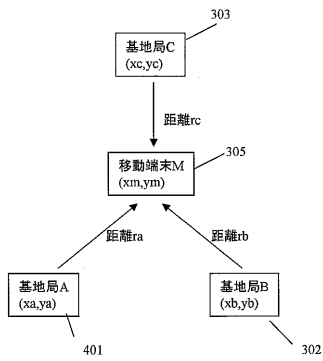 303
基地局C
(xc,yc)
距離rc
305
移動端末M
(xm,ym)
距離ra
距離rb
基地局A
(xa,ya)
基地局B
(xb,yb)
401
302